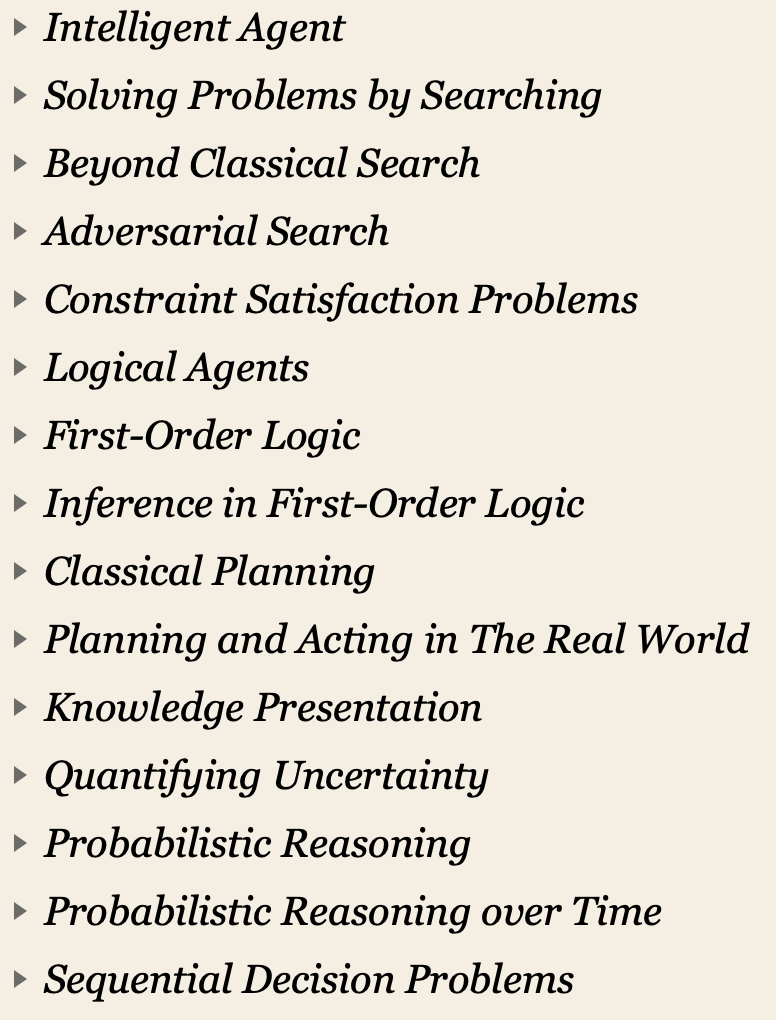 Intelligent Agent
Solving Problems by Searching
Beyond Classical Search
Adversarial Search
Constraint Satisfaction Problems
Logical Agents
First-Order Logic
Inference in First-Order Logic
Classical Planning
Planning and Acting in The Real World
Knowledge Presentation
Quantifying Uncertainty
Probabilistic Reasoning
Probabilistic Reasoning over Time
Sequential Decision Problems